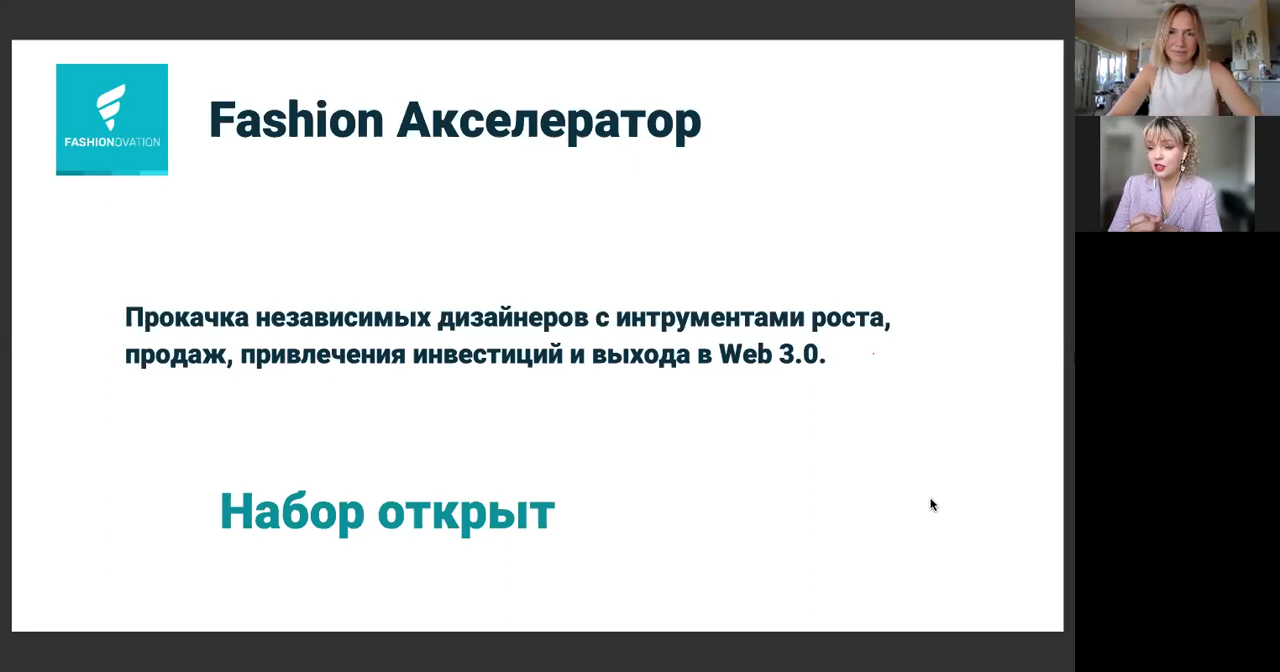 FASHIONOVATION
Fashion Акселератор
Прокачка независимых дизайнеров с интрументами роста,
продаж, привлечения инвестиций и выхода в Web 3.0.
Набор открыт